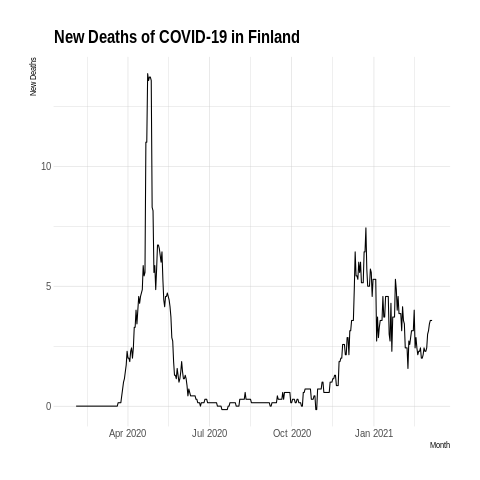 New Deaths of COVID-19 in Finland
New Deaths
10
5
0
Apr 2020 Jul 2020 Oct 2020 Jan 2021
Month